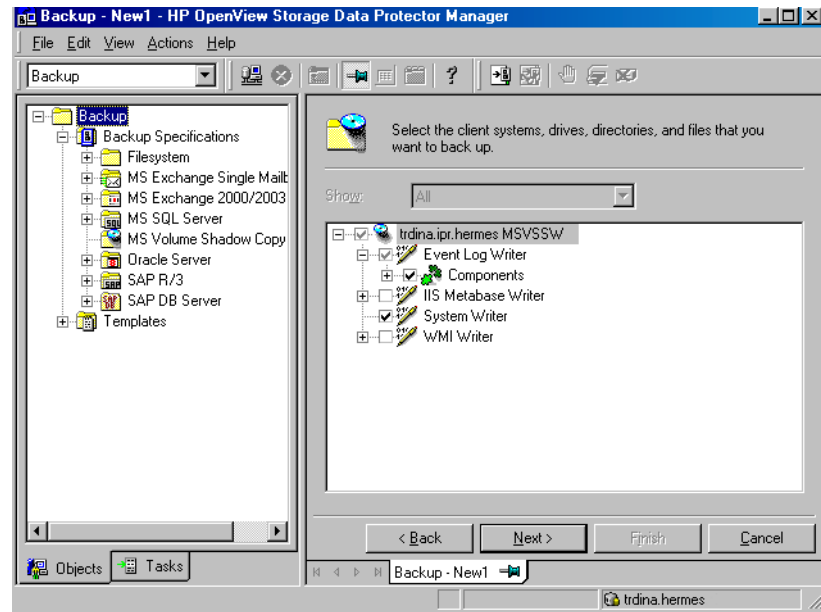 Backup - New1 - HP OpenView Storage Data Protector Manager
File Edit View Actions Help
Backup
Backup
Backup Specifications
Filesystem
MS Exchange Single Mailb
MS Exchange 2000/2003
MS SQL Server
MS Volume Shadow Copy
Oracle Server
SAP R/3
SAP DB Server
Templates
Objects
Tasks
Select the client systems, drives, directories, and files that you
want to back up.
Show:
All
trdina.ipr.hermes MSVSSW
Event Log Writer
Components
IIS Metabase Writer
System Writer
WMI Writer
< Back
Next >
Finish
Cancel
Backup - New1
trdina.hermes